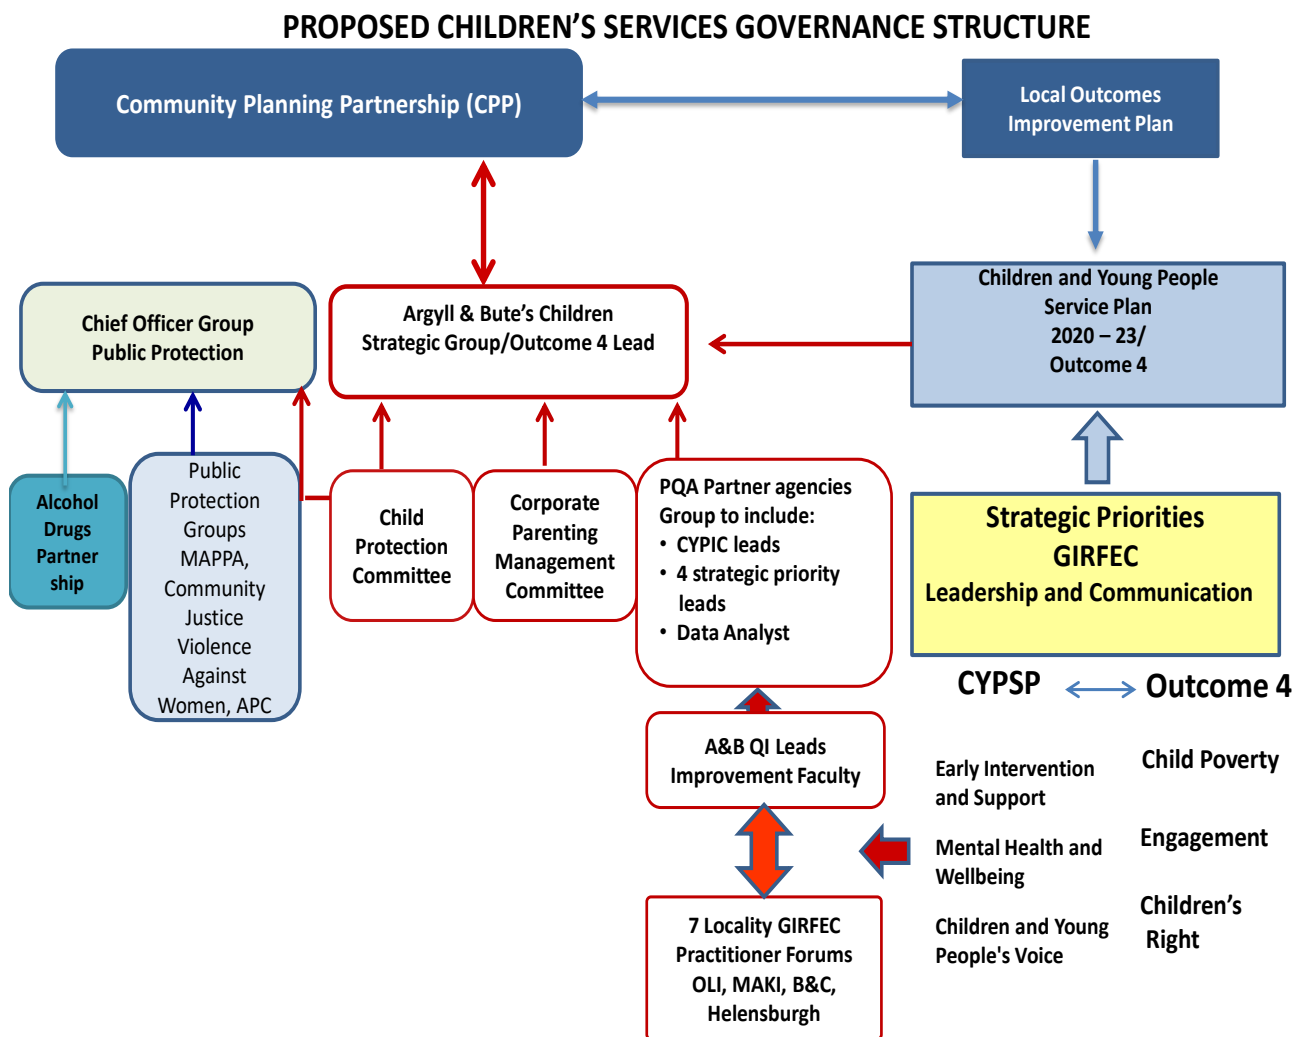 PROPOSED CHILDREN’S SERVICES GOVERNANCE STRUCTURE
Community Planning Partnership (CPP)
Local Outcomes
Improvement Plan
Chief Officer Group
Public Protection
Argyll & Bute’s Children
Strategic Group/Outcome 4 Lead
Children and Young People
Service Plan
2020 – 23/
Outcome 4
Alcohol
Drugs
Partner
ship
Public
Protection
Groups
MAPPA,
Community
Justice
Violence
Against
Women, APC
Child
Protection
Committee
Corporate
Parenting
Management
Committee
PQA Partner agencies
Group to include:
• CYPIC leads
• 4 strategic priority
leads
• Data Analyst
Strategic Priorities
GIRFEC
Leadership and Communication
CYPSP
Outcome 4
A&B QI Leads
Improvement Faculty
Early Intervention
and Support
Mental Health and
Wellbeing
Children and Young
People's Voice
Child Poverty
Engagement
Children’s
Right
7 Locality GIRFEC
Practitioner Forums
OLI, MAKI, B&C,
Helensburgh